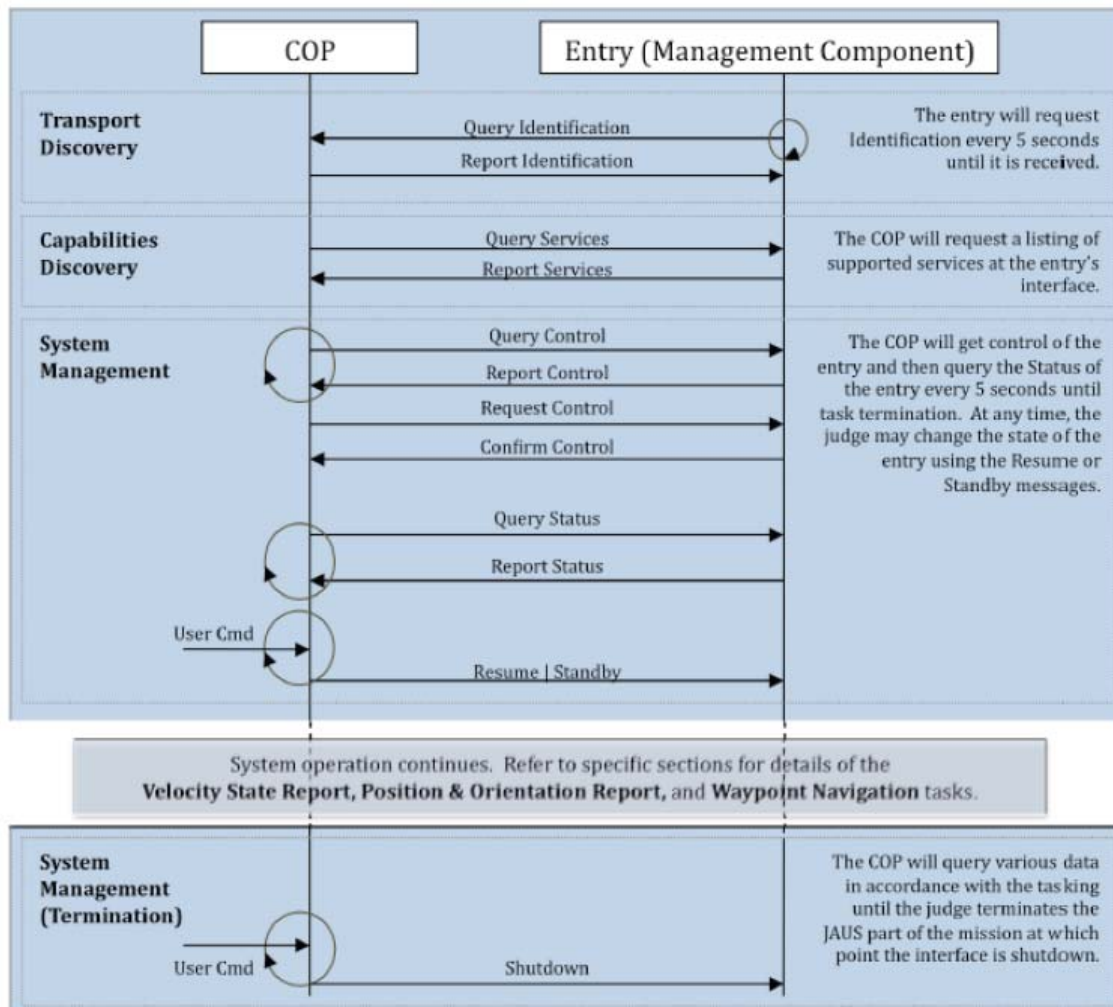 COP
Entry (Management Component)
Transport
Discovery
Query Identification
Report Identification
The entry will request
Identification every 5 seconds
until it is received.
Capabilities
Discovery
Query Services
Report Services
The COP will request a listing of
supported services at the entry's
interface.
System
Management
Query Control
Report Control
Request Control
Confirm Control
Query Status
Report Status
User Cmd
Resume | Standby
The COP will get control of the
entry and then query the Status of
the entry every 5 seconds until
task termination. At any time, the
judge may change the state of the
entry using the Resume or
Standby messages.
System operation continues. Refer to specific sections for details of the
Velocity State Report, Position & Orientation Report, and Waypoint Navigation tasks.
System
Management
(Termination)
User Cmd
Shutdown
The COP will query various data
in accordance with the tasking
until the judge terminates the
JAUS part of the mission at which
point the interface is shutdown.